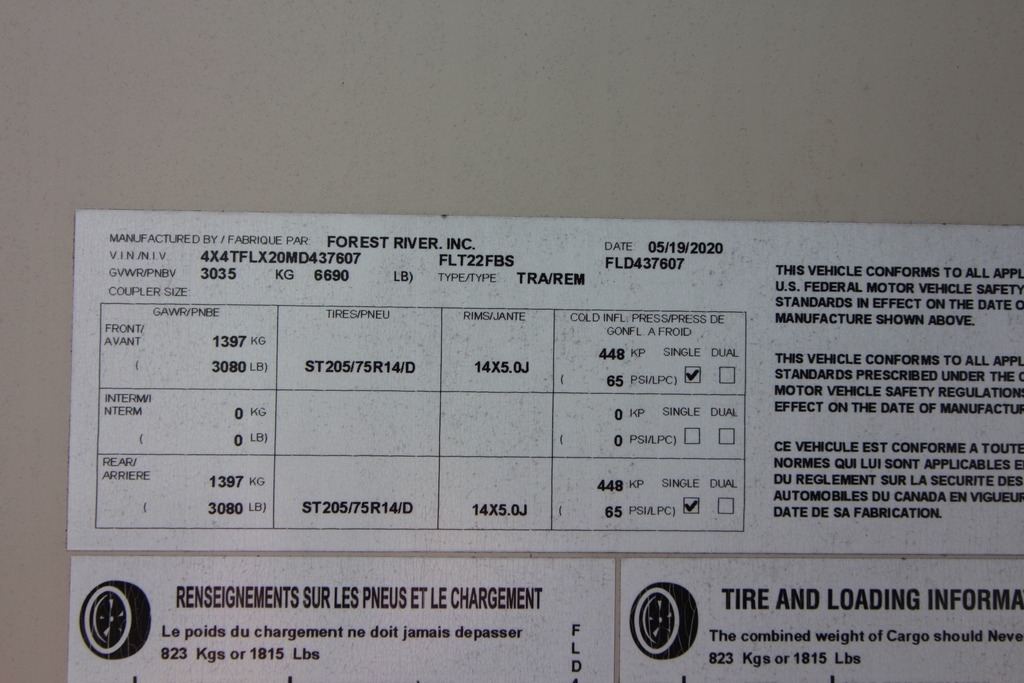 MANUFACTURED BY / FABRIQUE PAR: FOREST RIVER, INC. DATE 05/19/2020
V.I.N./N.I.V. 4X4TFLX20MD437607 FLT22FBS FLD437607
GVWR/PNBV 3035 KG 6690 LB) TYPE/TYPE TRA/REM
COUPLER SIZE
GAWR/PNBE TIRES/PNEU RIMS/JANTE COLD INFL. PRESS/PRESS DE GONFL. A FROID
FRONT/
AVANT 1397 KG 448 KP SINGLE DUAL
( 3080 LB) ST205/75R14/D 14X5.0J ( 65 PSI/LPC)
INTERM/I
NTERM 0 KG 0 KP SINGLE DUAL
( 0 LB) ( 0 PSI/LPC)
REAR/
ARRIERE 1397 KG 448 KP SINGLE DUAL
( 3080 LB) ST205/75R14/D 14X5.0J ( 65 PSI/LPC)
THIS VEHICLE CONFORMS TO ALL APPL
U.S. FEDERAL MOTOR VEHICLE SAFETY
STANDARDS IN EFFECT ON THE DATE O
MANUFACTURE SHOWN ABOVE.
THIS VEHICLE CONFORMS TO ALL APPL
STANDARDS PRESCRIBED UNDER THE C
MOTOR VEHICLE SAFETY REGULATIONS
EFFECT ON THE DATE OF MANUFACTUR
CE VEHICULE EST CONFORME A TOUTE
NORMES QUI LUI SONT APPLICABLES E
DU REGLEMENT SUR LA SECURITE DES
AUTOMOBILES DU CANADA EN VIGUEUR
DATE DE SA FABRICATION.
RENSEIGNEMENTS SUR LES PNEUS ET LE CHARGEMENT
Le poids du chargement ne doit jamais depasser
823 Kgs or 1815 Lbs
F
L
D
TIRE AND LOADING INFORMA
The combined weight of Cargo should Neve
823 Kgs or 1815 Lbs